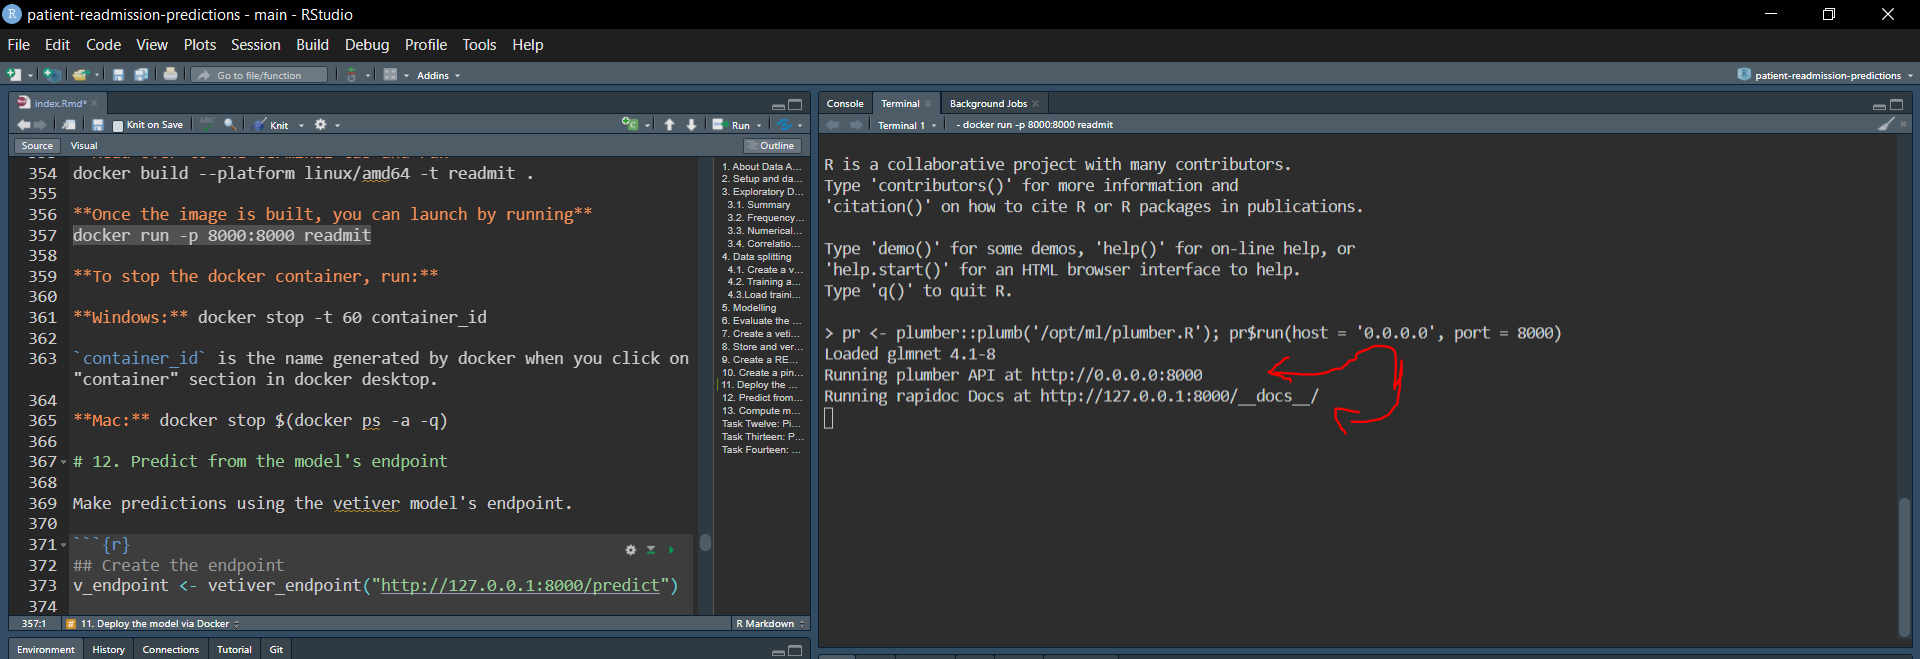 patient-readmission-predictions - main - RStudio
File Edit Code View Plots Session Build Debug Profile Tools Help
Go to file/function Addins patient-readmission-predictions
index.Rmd*
Knit on Save ABC Knit Run
Source Visual Outline
354 docker build --platform linux/amd64 -t readmit .
355
356 **Once the image is built, you can launch by running**
357 docker run -p 8000:8000 readmit
358
359 **To stop the docker container, run:**
360
361 **Windows:** docker stop -t 60 container_id
362
363 `container_id` is the name generated by docker when you click on
"container" section in docker desktop.
364
365 **Mac:** docker stop $(docker ps -a -q)
366
367 # 12. Predict from the model's endpoint
368
369 Make predictions using the vetiver model's endpoint.
370
371 ```{r}
372 ## Create the endpoint
373 v_endpoint <- vetiver_endpoint("http://127.0.0.1:8000/predict")
374
1. About Data A...
2. Setup and da...
3. Exploratory D...
3.1. Summary
3.2. Frequency...
3.3. Numerical...
3.4. Correlatio...
4. Data splitting
4.1. Create a v...
4.2. Training a...
4.3.Load traini...
5. Modelling
6. Evaluate the ...
7. Create a veti...
8. Store and ver...
9. Create a RE...
10. Create a pin...
11. Deploy the ...
12. Predict from...
13. Compute m...
Task Twelve: Pi...
Task Thirteen: P...
Task Fourteen: ...
357:1 # 11. Deploy the model via Docker R Markdown
Environment History Connections Tutorial Git
Console Terminal Background Jobs
Terminal 1 - docker run -p 8000:8000 readmit
R is a collaborative project with many contributors.
Type 'contributors()' for more information and
'citation()' on how to cite R or R packages in publications.
Type 'demo()' for some demos, 'help()' for on-line help, or
'help.start()' for an HTML browser interface to help.
Type 'q()' to quit R.
> pr <- plumber::plumb('/opt/ml/plumber.R'); pr$run(host = '0.0.0.0', port = 8000)
Loaded glmnet 4.1-8
Running plumber API at http://0.0.0.0:8000
Running rapidoc Docs at http://127.0.0.1:8000/__docs__/